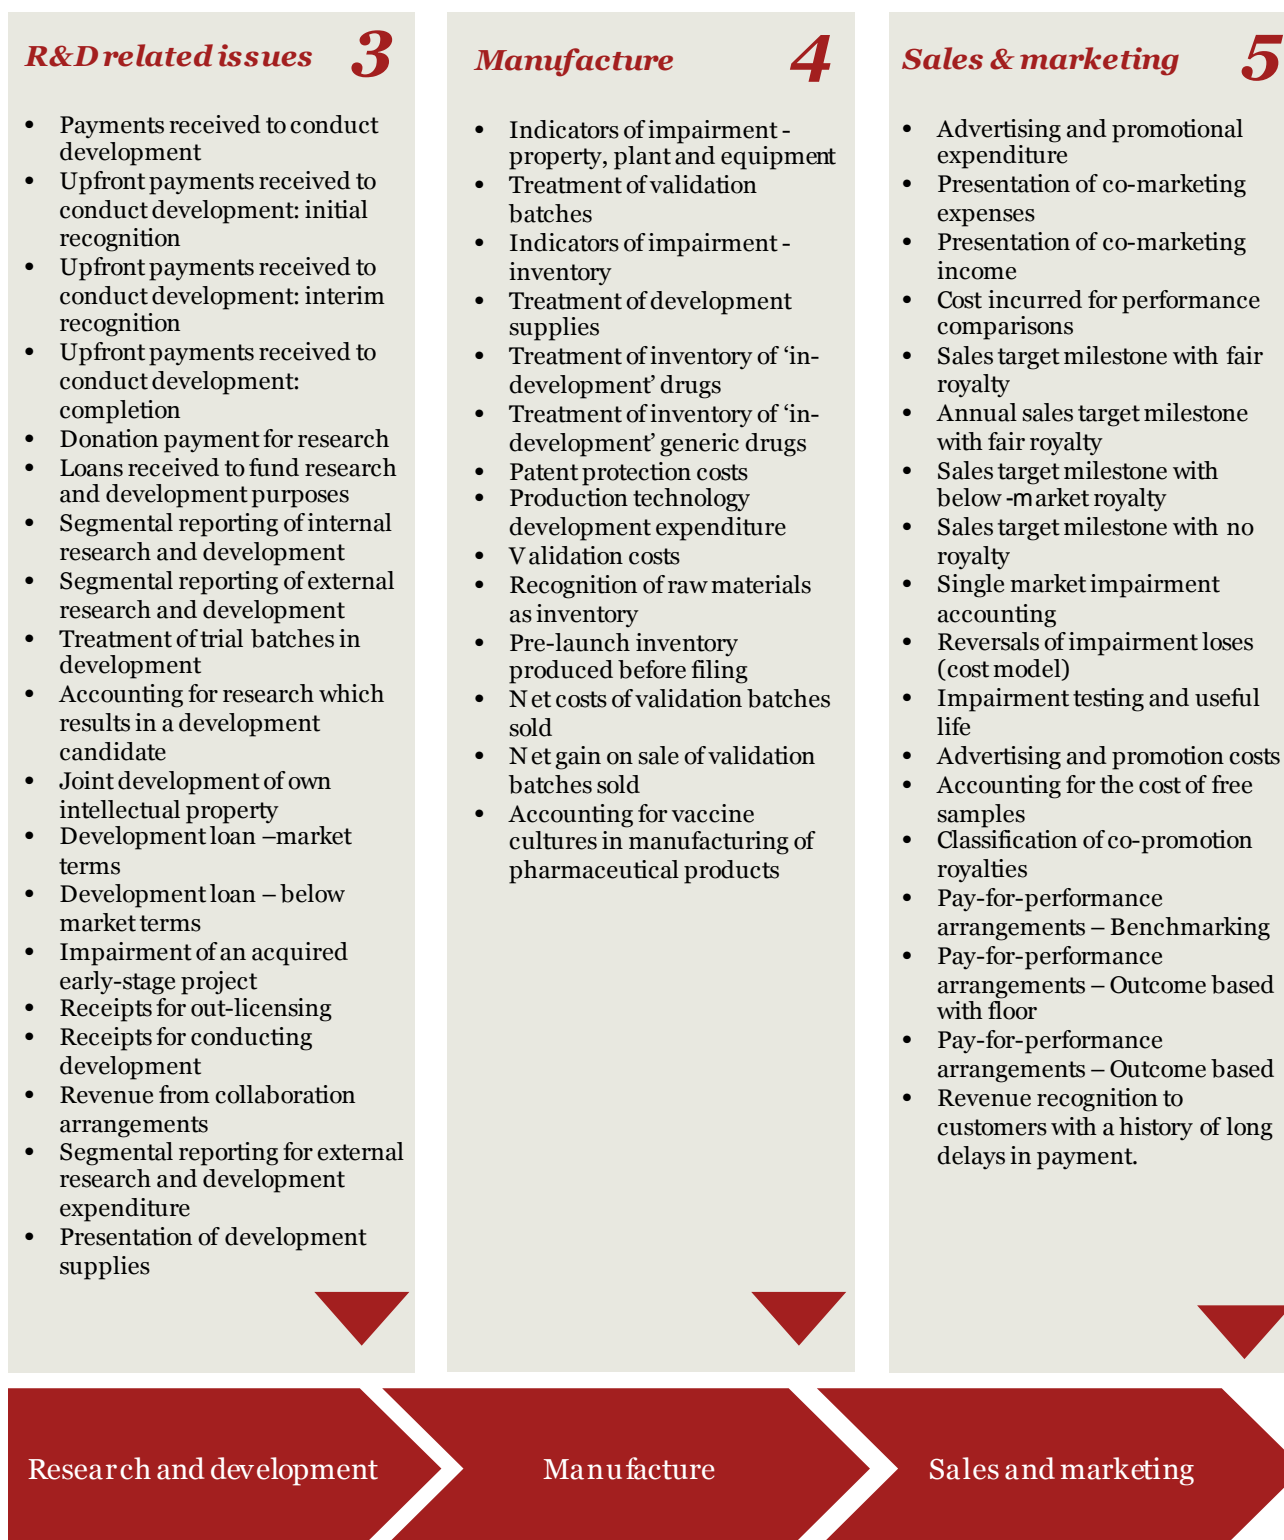 R&D related issues 3
• Payments received to conduct
development
• Upfront payments received to
conduct development: initial
recognition
• Upfront payments received to
conduct development: interim
recognition
• Upfront payments received to
conduct development:
completion
• Donation payment for research
• Loans received to fund research
and development purposes
• Segmental reporting of internal
research and development
• Segmental reporting of external
research and development
• Treatment of trial batches in
development
• Accounting for research which
results in a development
candidate
• Joint development of own
intellectual property
• Development loan –market
terms
• Development loan – below
market terms
• Impairment of an acquired
early-stage project
• Receipts for out-licensing
• Receipts for conducting
development
• Revenue from collaboration
arrangements
• Segmental reporting for external
research and development
expenditure
• Presentation of development
supplies
Manufacture 4
• Indicators of impairment -
property, plant and equipment
• Treatment of validation
batches
• Indicators of impairment -
inventory
• Treatment of development
supplies
• Treatment of inventory of ‘in-
development’ drugs
• Treatment of inventory of ‘in-
development’ generic drugs
• Patent protection costs
• Production technology
development expenditure
• Validation costs
• Recognition of raw materials
as inventory
• Pre-launch inventory
produced before filing
• Net costs of validation batches
sold
• Net gain on sale of validation
batches sold
• Accounting for vaccine
cultures in manufacturing of
pharmaceutical products
Sales & marketing 5
• Advertising and promotional
expenditure
• Presentation of co-marketing
expenses
• Presentation of co-marketing
income
• Cost incurred for performance
comparisons
• Sales target milestone with fair
royalty
• Annual sales target milestone
with fair royalty
• Sales target milestone with
below -market royalty
• Sales target milestone with no
royalty
• Single market impairment
accounting
• Reversals of impairment loses
(cost model)
• Impairment testing and useful
life
• Advertising and promotion costs
• Accounting for the cost of free
samples
• Classification of co-promotion
royalties
• Pay-for-performance
arrangements – Benchmarking
• Pay-for-performance
arrangements – Outcome based
with floor
• Pay-for-performance
arrangements – Outcome based
• Revenue recognition to
customers with a history of long
delays in payment.
Research and development
Manufacture
Sales and marketing